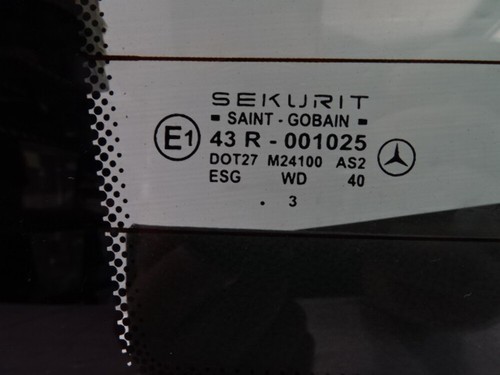 SEKURIT
SAINT - GOBAIN
E1
43 R - 001025
DOT27 M24100 AS2
ESG WD 40
. 3